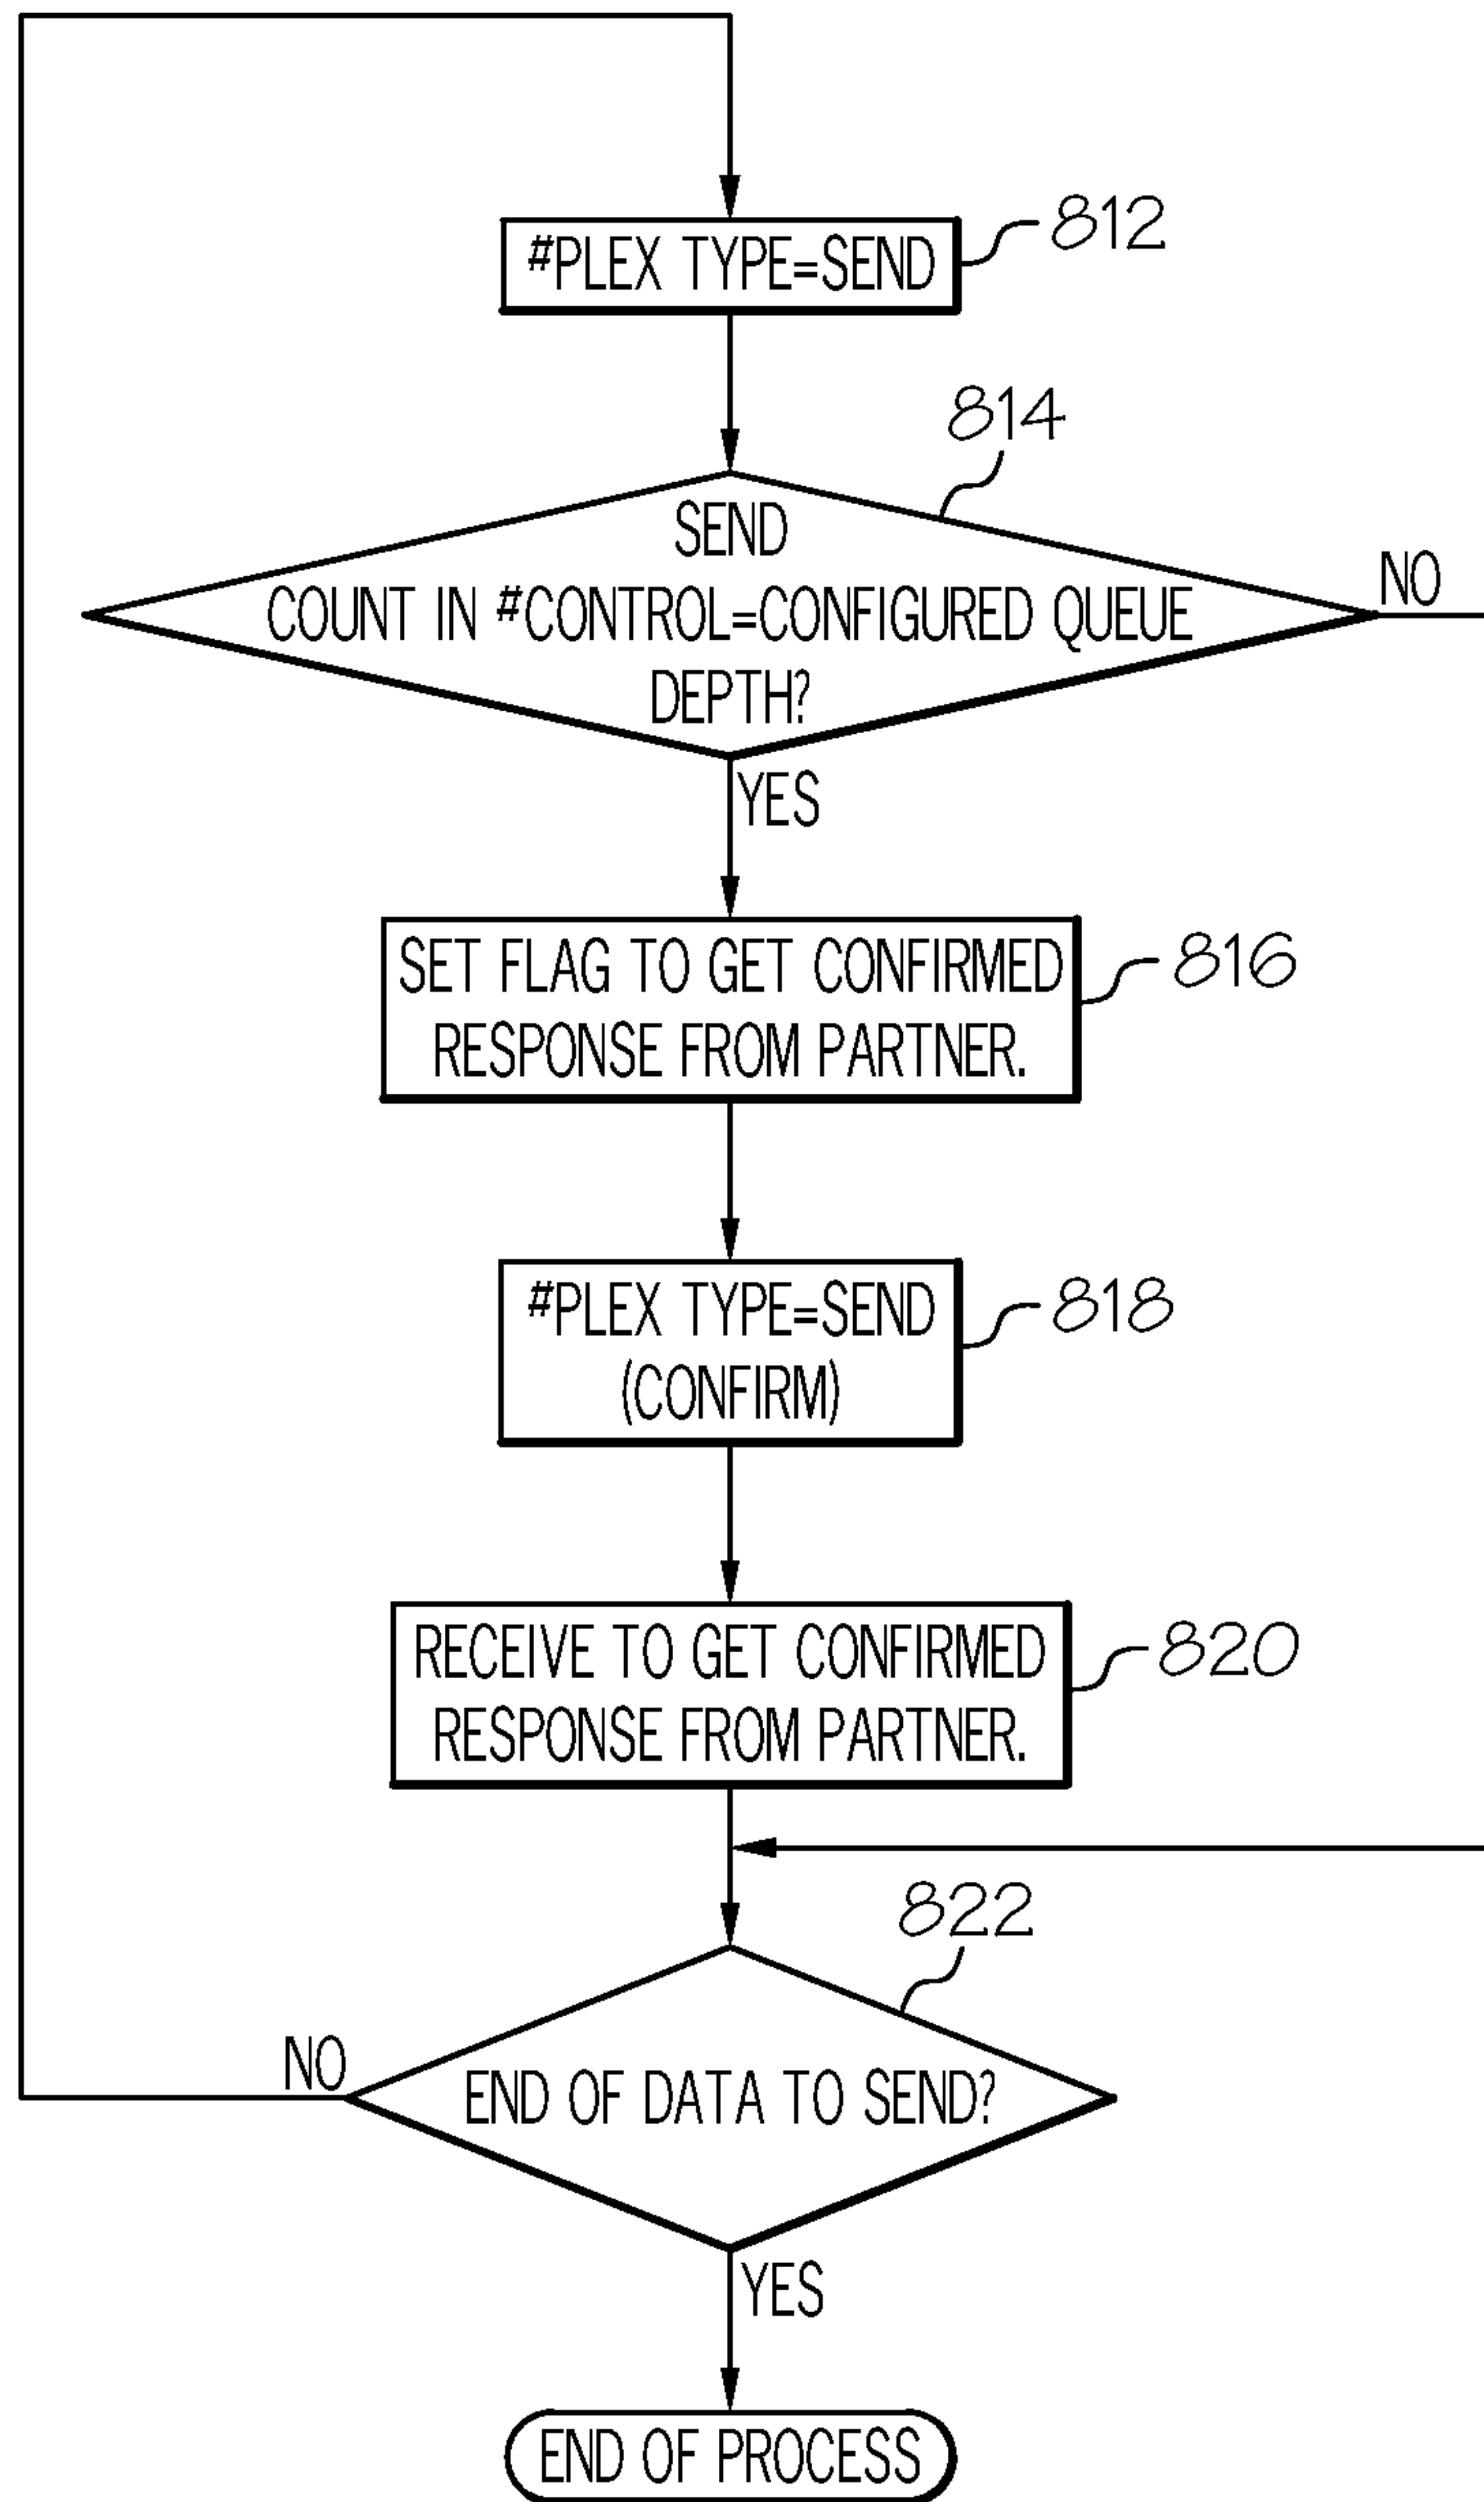 #PLEX TYPE=SEND
812
814
SEND
COUNT IN #CONTROL=CONFIGURED QUEUE
DEPTH?
NO
YES
SET FLAG TO GET CONFIRMED
RESPONSE FROM PARTNER.
816
#PLEX TYPE=SEND
(CONFIRM)
818
RECEIVE TO GET CONFIRMED
RESPONSE FROM PARTNER.
820
822
NO
END OF DATA TO SEND?
YES
END OF PROCESS